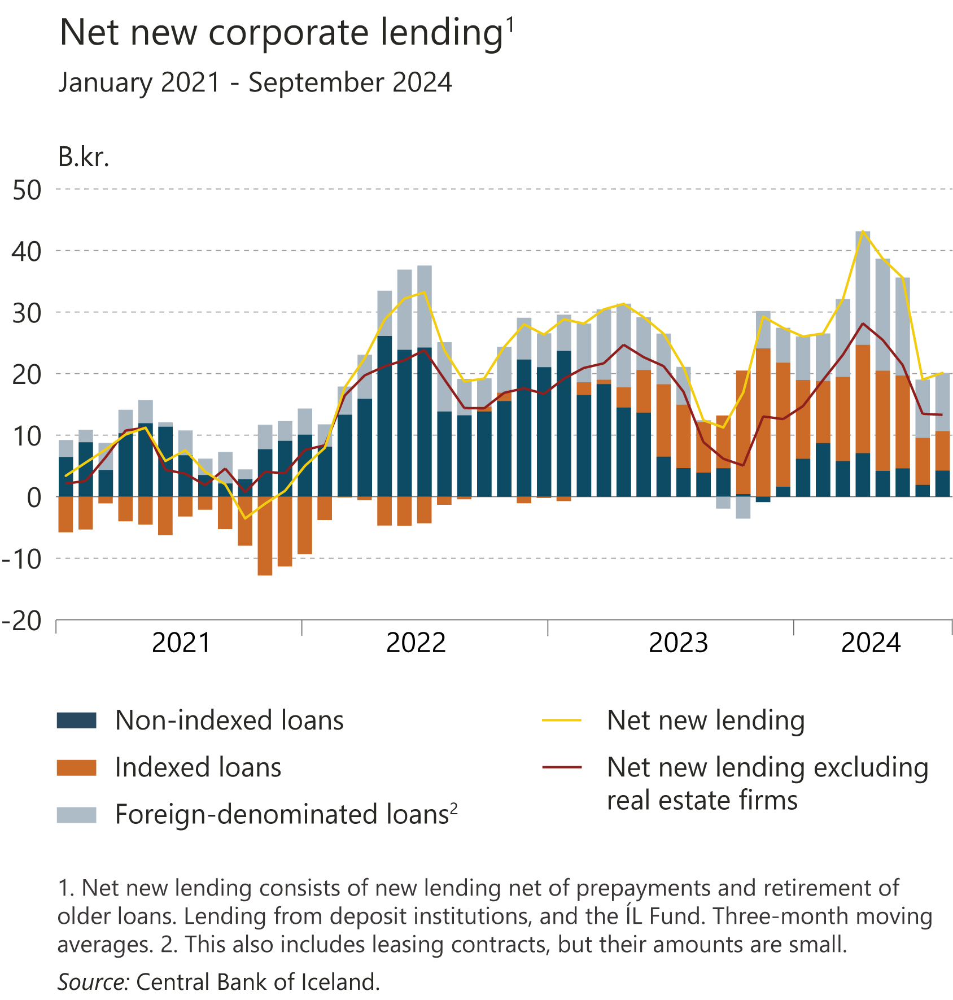 Net new corporate lending¹
January 2021 - September 2024
B.kr.
50
40
30
20
10
0
-10
-20
2021 2022 2023 2024
Non-indexed loans
Indexed loans
Foreign-denominated loans²
Net new lending
Net new lending excluding
real estate firms
1. Net new lending consists of new lending net of prepayments and retirement of
older loans. Lending from deposit institutions, and the ÍL Fund. Three-month moving
averages. 2. This also includes leasing contracts, but their amounts are small.
Source: Central Bank of Iceland.